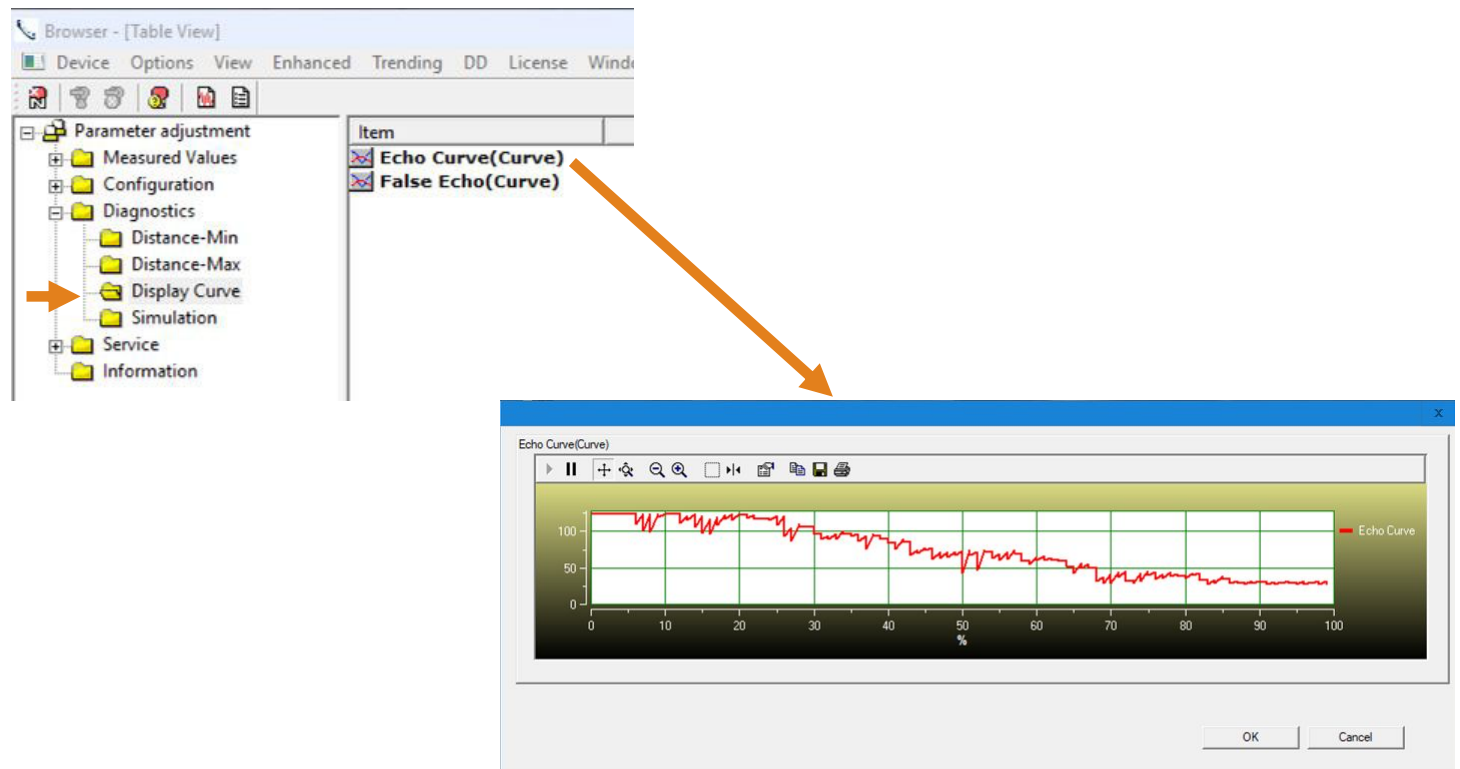 Browser - [Table View]
Device Options View Enhanced Trending DD License Windo
Parameter adjustment
Measured Values
Configuration
Diagnostics
Distance-Min
Distance-Max
Display Curve
Simulation
Service
Information
Item
Echo Curve(Curve)
False Echo(Curve)
x
Echo Curve(Curve)
100
50
0
0 10 20 30 40 50 60 70 80 90 100
%
Echo Curve
OK Cancel